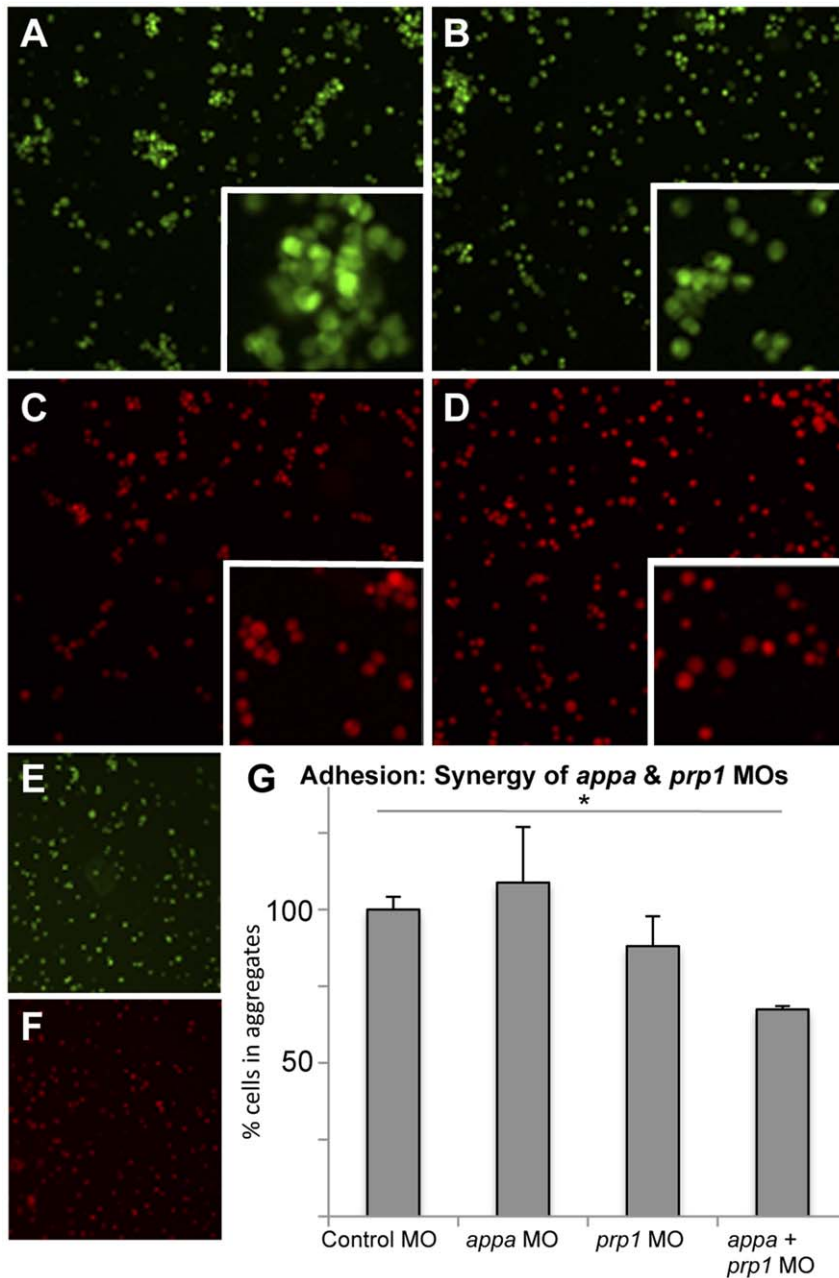 A
B
C
D
E
F
G Adhesion: Synergy of appa & prp1 MOs
*
100
50
% cells in aggregates
Control MO
appa MO
prp1 MO
appa +
prp1 MO